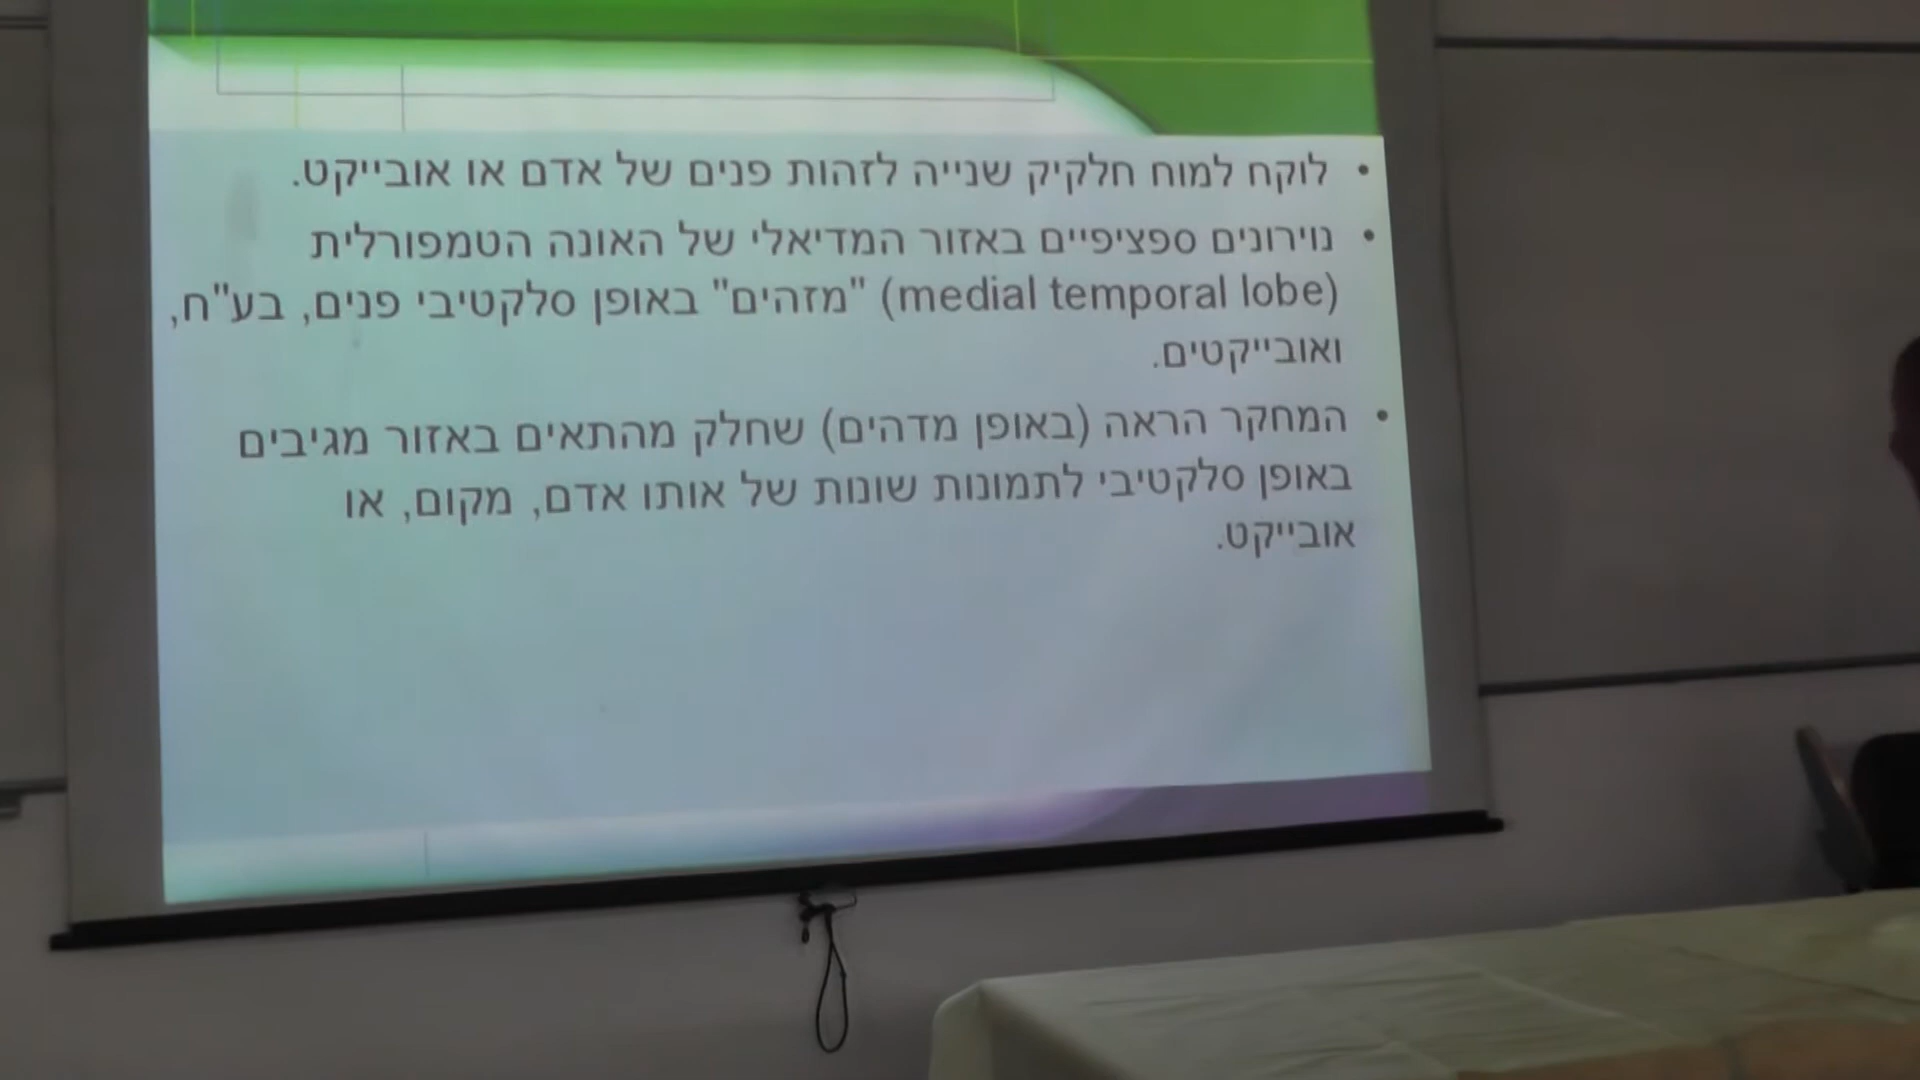 • לוקח למוח חלקיק שנייה לזהות פנים של אדם או אובייקט.
• נוירונים ספציפיים באזור המדיאלי של האונה הטמפורלית
(medial temporal lobe) "מזהים" באופן סלקטיבי פנים, בע"ח,
ואובייקטים.
• המחקר הראה (באופן מדהים) שחלק מהתאים באזור מגיבים
באופן סלקטיבי לתמונות שונות של אותו אדם, מקום, או
אובייקט.